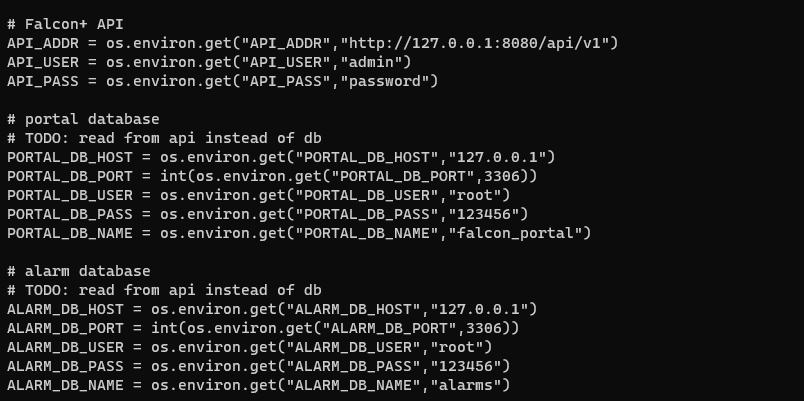 # Falcon+ API
API_ADDR = os.environ.get("API_ADDR","http://127.0.0.1:8080/api/v1")
API_USER = os.environ.get("API_USER","admin")
API_PASS = os.environ.get("API_PASS","password")

# portal database
# TODO: read from api instead of db
PORTAL_DB_HOST = os.environ.get("PORTAL_DB_HOST","127.0.0.1")
PORTAL_DB_PORT = int(os.environ.get("PORTAL_DB_PORT",3306))
PORTAL_DB_USER = os.environ.get("PORTAL_DB_USER","root")
PORTAL_DB_PASS = os.environ.get("PORTAL_DB_PASS","123456")
PORTAL_DB_NAME = os.environ.get("PORTAL_DB_NAME","falcon_portal")

# alarm database
# TODO: read from api instead of db
ALARM_DB_HOST = os.environ.get("ALARM_DB_HOST","127.0.0.1")
ALARM_DB_PORT = int(os.environ.get("ALARM_DB_PORT",3306))
ALARM_DB_USER = os.environ.get("ALARM_DB_USER","root")
ALARM_DB_PASS = os.environ.get("ALARM_DB_PASS","123456")
ALARM_DB_NAME = os.environ.get("ALARM_DB_NAME","alarms")